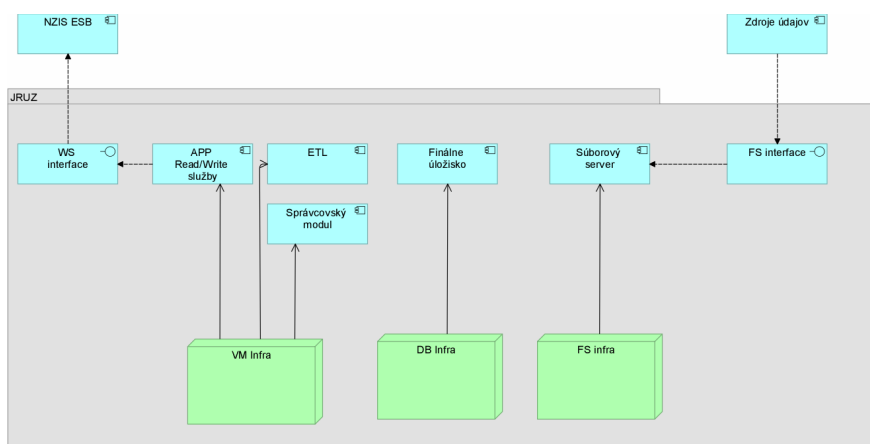 NZIS ESB
Zdroje údajov
JRUZ
WS
interface
APP
Read/Write
služby
ETL
Finálne
úložisko
Súborový
server
FS interface
Správcovský
modul
VM Infra
DB Infra
FS infra